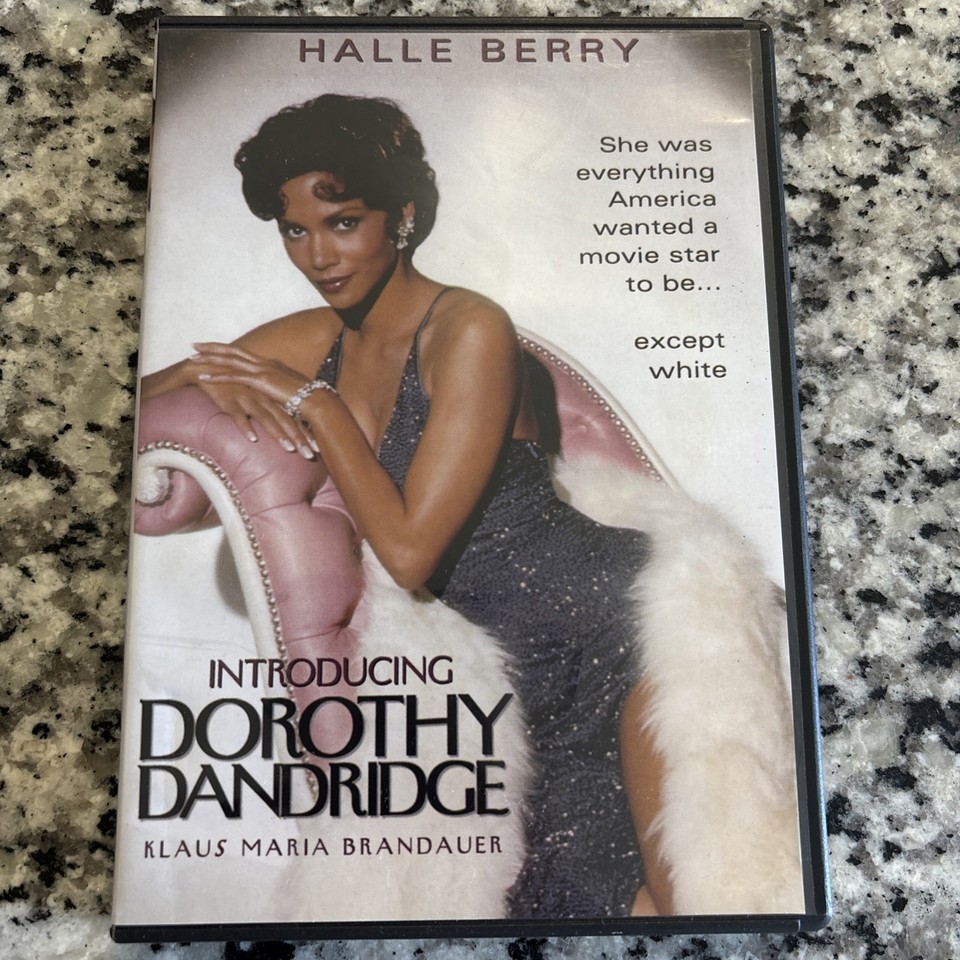 HALLE BERRY
She was
everything
America
wanted a
movie star
to be...
except
white
INTRODUCING
DOROTHY
DANDRIDGE
KLAUS MARIA BRANDAUER